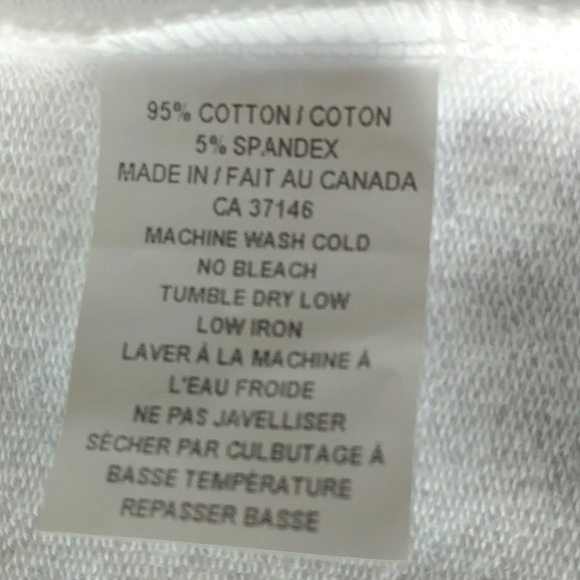 95% COTTON / COTON
5% SPANDEX
MADE IN / FAIT AU CANADA
CA 37146
MACHINE WASH COLD
NO BLEACH
TUMBLE DRY LOW
LOW IRON
LAVER À LA MACHINE À
L'EAU FROIDE
NE PAS JAVELLISER
SÈCHER PAR CULBUTAGE À
BASSE TEMPÉRATURE
REPASSER BASSE